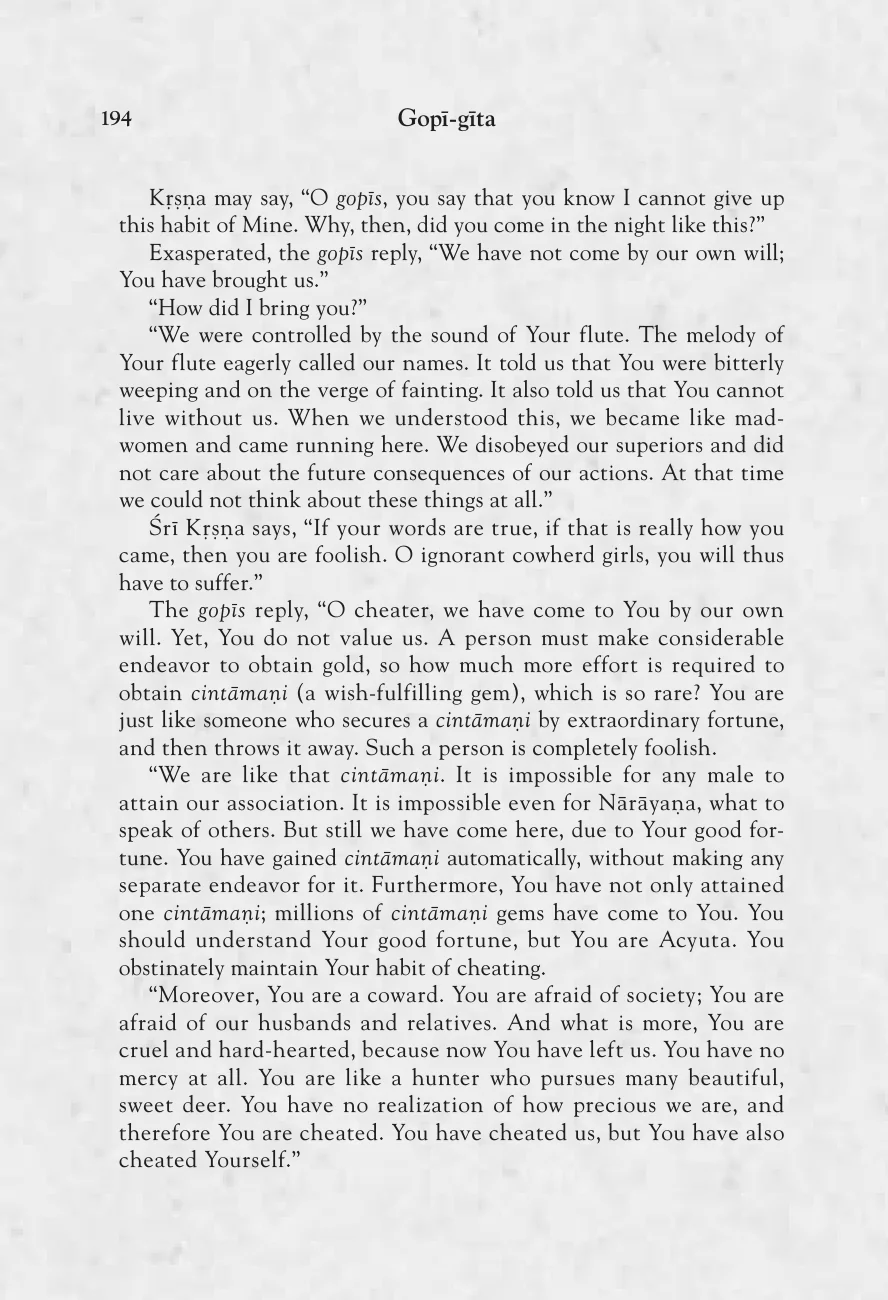 194
Gopī-gīta
Kṛṣṇa may say, “O gopīs, you say that you know I cannot give up
this habit of Mine. Why, then, did you come in the night like this?”
Exasperated, the gopīs reply, “We have not come by our own will;
You have brought us.”
“How did I bring you?”
“We were controlled by the sound of Your flute. The melody of
Your flute eagerly called our names. It told us that You were bitterly
weeping and on the verge of fainting. It also told us that You cannot
live without us. When we understood this, we became like mad-
women and came running here. We disobeyed our superiors and did
not care about the future consequences of our actions. At that time
we could not think about these things at all.”
Śrī Kṛṣṇa says, “If your words are true, if that is really how you
came, then you are foolish. O ignorant cowherd girls, you will thus
have to suffer.”
The gopīs reply, “O cheater, we have come to You by our own
will. Yet, You do not value us. A person must make considerable
endeavor to obtain gold, so how much more effort is required to
obtain cintāmaṇi (a wish-fulfilling gem), which is so rare? You are
just like someone who secures a cintāmaṇi by extraordinary fortune,
and then throws it away. Such a person is completely foolish.
“We are like that cintāmaṇi. It is impossible for any male to
attain our association. It is impossible even for Nārāyaṇa, what to
speak of others. But still we have come here, due to Your good for-
tune. You have gained cintāmaṇi automatically, without making any
separate endeavor for it. Furthermore, You have not only attained
one cintāmaṇi; millions of cintāmaṇi gems have come to You. You
should understand Your good fortune, but You are Acyuta. You
obstinately maintain Your habit of cheating.
“Moreover, You are a coward. You are afraid of society; You are
afraid of our husbands and relatives. And what is more, You are
cruel and hard-hearted, because now You have left us. You have no
mercy at all. You are like a hunter who pursues many beautiful,
sweet deer. You have no realization of how precious we are, and
therefore You are cheated. You have cheated us, but You have also
cheated Yourself.”